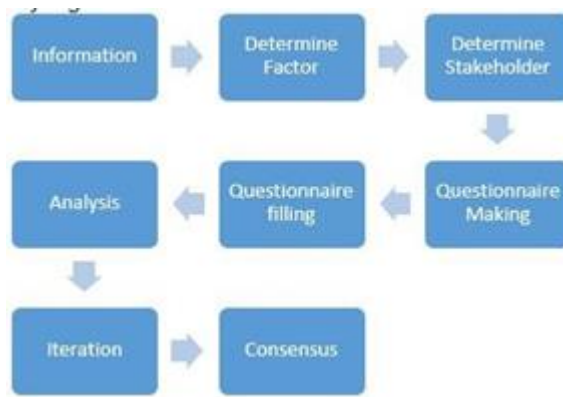 Information
Determine
Factor
Determine
Stakeholder
Questionnaire
Making
Questionnaire
filling
Analysis
Iteration
Consensus